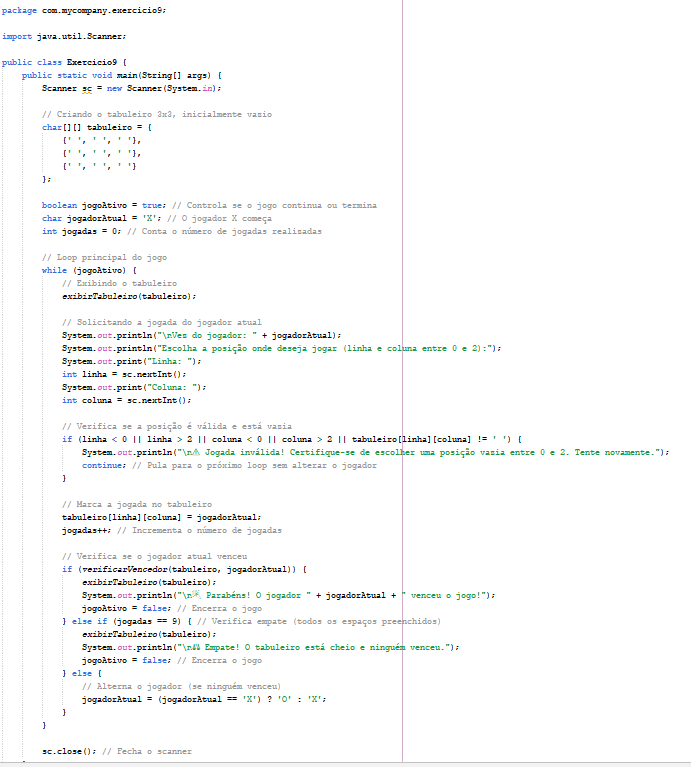 package com.mycompany.exercicio9;
import java.util.Scanner;
public class Exercicio9 {
public static void main(String[] args) {
Scanner sc = new Scanner(System.in);
// Criando o tabuleiro 3x3, inicialmente vazio
char[][] tabuleiro = {
{' ', ' ', ' '},
{' ', ' ', ' '},
{' ', ' ', ' '}
};
boolean jogoAtivo = true; // Controla se o jogo continua ou termina
char jogadorAtual = 'X'; // O jogador X começa
int jogadas = 0; // Conta o número de jogadas realizadas
// Loop principal do jogo
while (jogoAtivo) {
// Exibindo o tabuleiro
exibirTabuleiro(tabuleiro);
// Solicitando a jogada do jogador atual
System.out.println("\nVez do jogador: " + jogadorAtual);
System.out.println("Escolha a posição onde deseja jogar (linha e coluna entre 0 e 2):");
System.out.print("Linha: ");
int linha = sc.nextInt();
System.out.print("Coluna: ");
int coluna = sc.nextInt();
// Verifica se a posição é válida e está vazia
if (linha < 0 || linha > 2 || coluna < 0 || coluna > 2 || tabuleiro[linha][coluna] != ' ') {
System.out.println("\n⚠ Jogada inválida! Certifique-se de escolher uma posição vazia entre 0 e 2. Tente novamente.");
continue; // Pula para o próximo loop sem alterar o jogador
}
// Marca a jogada no tabuleiro
tabuleiro[linha][coluna] = jogadorAtual;
jogadas++; // Incrementa o número de jogadas
// Verifica se o jogador atual venceu
if (verificarVencedor(tabuleiro, jogadorAtual)) {
exibirTabuleiro(tabuleiro);
System.out.println("\n🎉 Parabéns! O jogador " + jogadorAtual + " venceu o jogo!");
jogoAtivo = false; // Encerra o jogo
} else if (jogadas == 9) { // Verifica empate (todos os espaços preenchidos)
exibirTabuleiro(tabuleiro);
System.out.println("\n Empate! O tabuleiro está cheio e ninguém venceu.");
jogoAtivo = false; // Encerra o jogo
} else {
// Alterna o jogador (se ninguém venceu)
jogadorAtual = (jogadorAtual == 'X') ? 'O' : 'X';
}
}
sc.close(); // Fecha o scanner